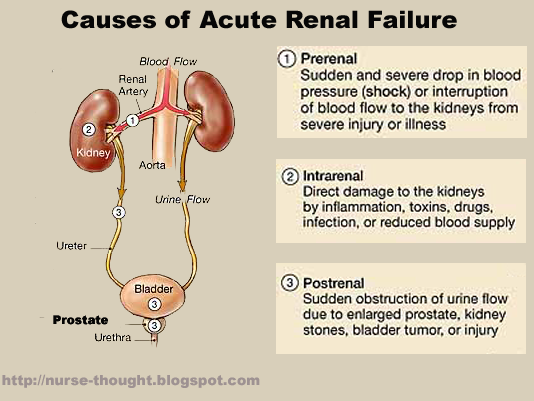 Causes of Acute Renal Failure
Blood Flow
Renal
Artery
1
2
Kidney
Aorta
Urine Flow
3
Ureter
Bladder
3
Prostate
3
Urethra
1 Prerenal
Sudden and severe drop in blood
pressure (shock) or interruption
of blood flow to the kidneys from
severe injury or illness
2 Intrarenal
Direct damage to the kidneys
by inflammation, toxins, drugs,
infection, or reduced blood supply
3 Postrenal
Sudden obstruction of urine flow
due to enlarged prostate, kidney
stones, bladder tumor, or injury
http://nurse-thought.blogspot.com